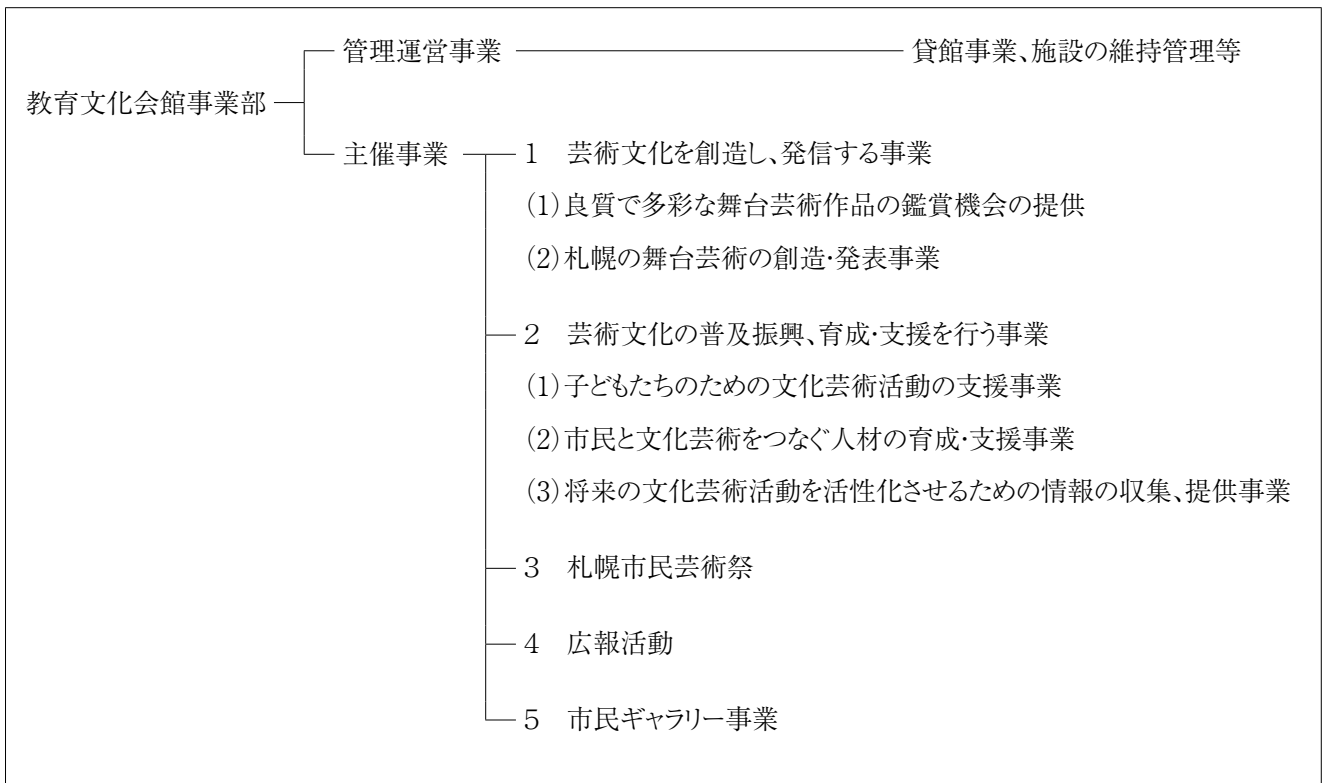 管理運営事業 貸館事業、施設の維持管理等
教育文化会館事業部
主催事業 1 芸術文化を創造し、発信する事業
(1)良質で多彩な舞台芸術作品の鑑賞機会の提供
(2)札幌の舞台芸術の創造・発表事業
2 芸術文化の普及振興、育成・支援を行う事業
(1)子どもたちのための文化芸術活動の支援事業
(2)市民と文化芸術をつなぐ人材の育成・支援事業
(3)将来の文化芸術活動を活性化させるための情報の収集、提供事業
3 札幌市民芸術祭
4 広報活動
5 市民ギャラリー事業